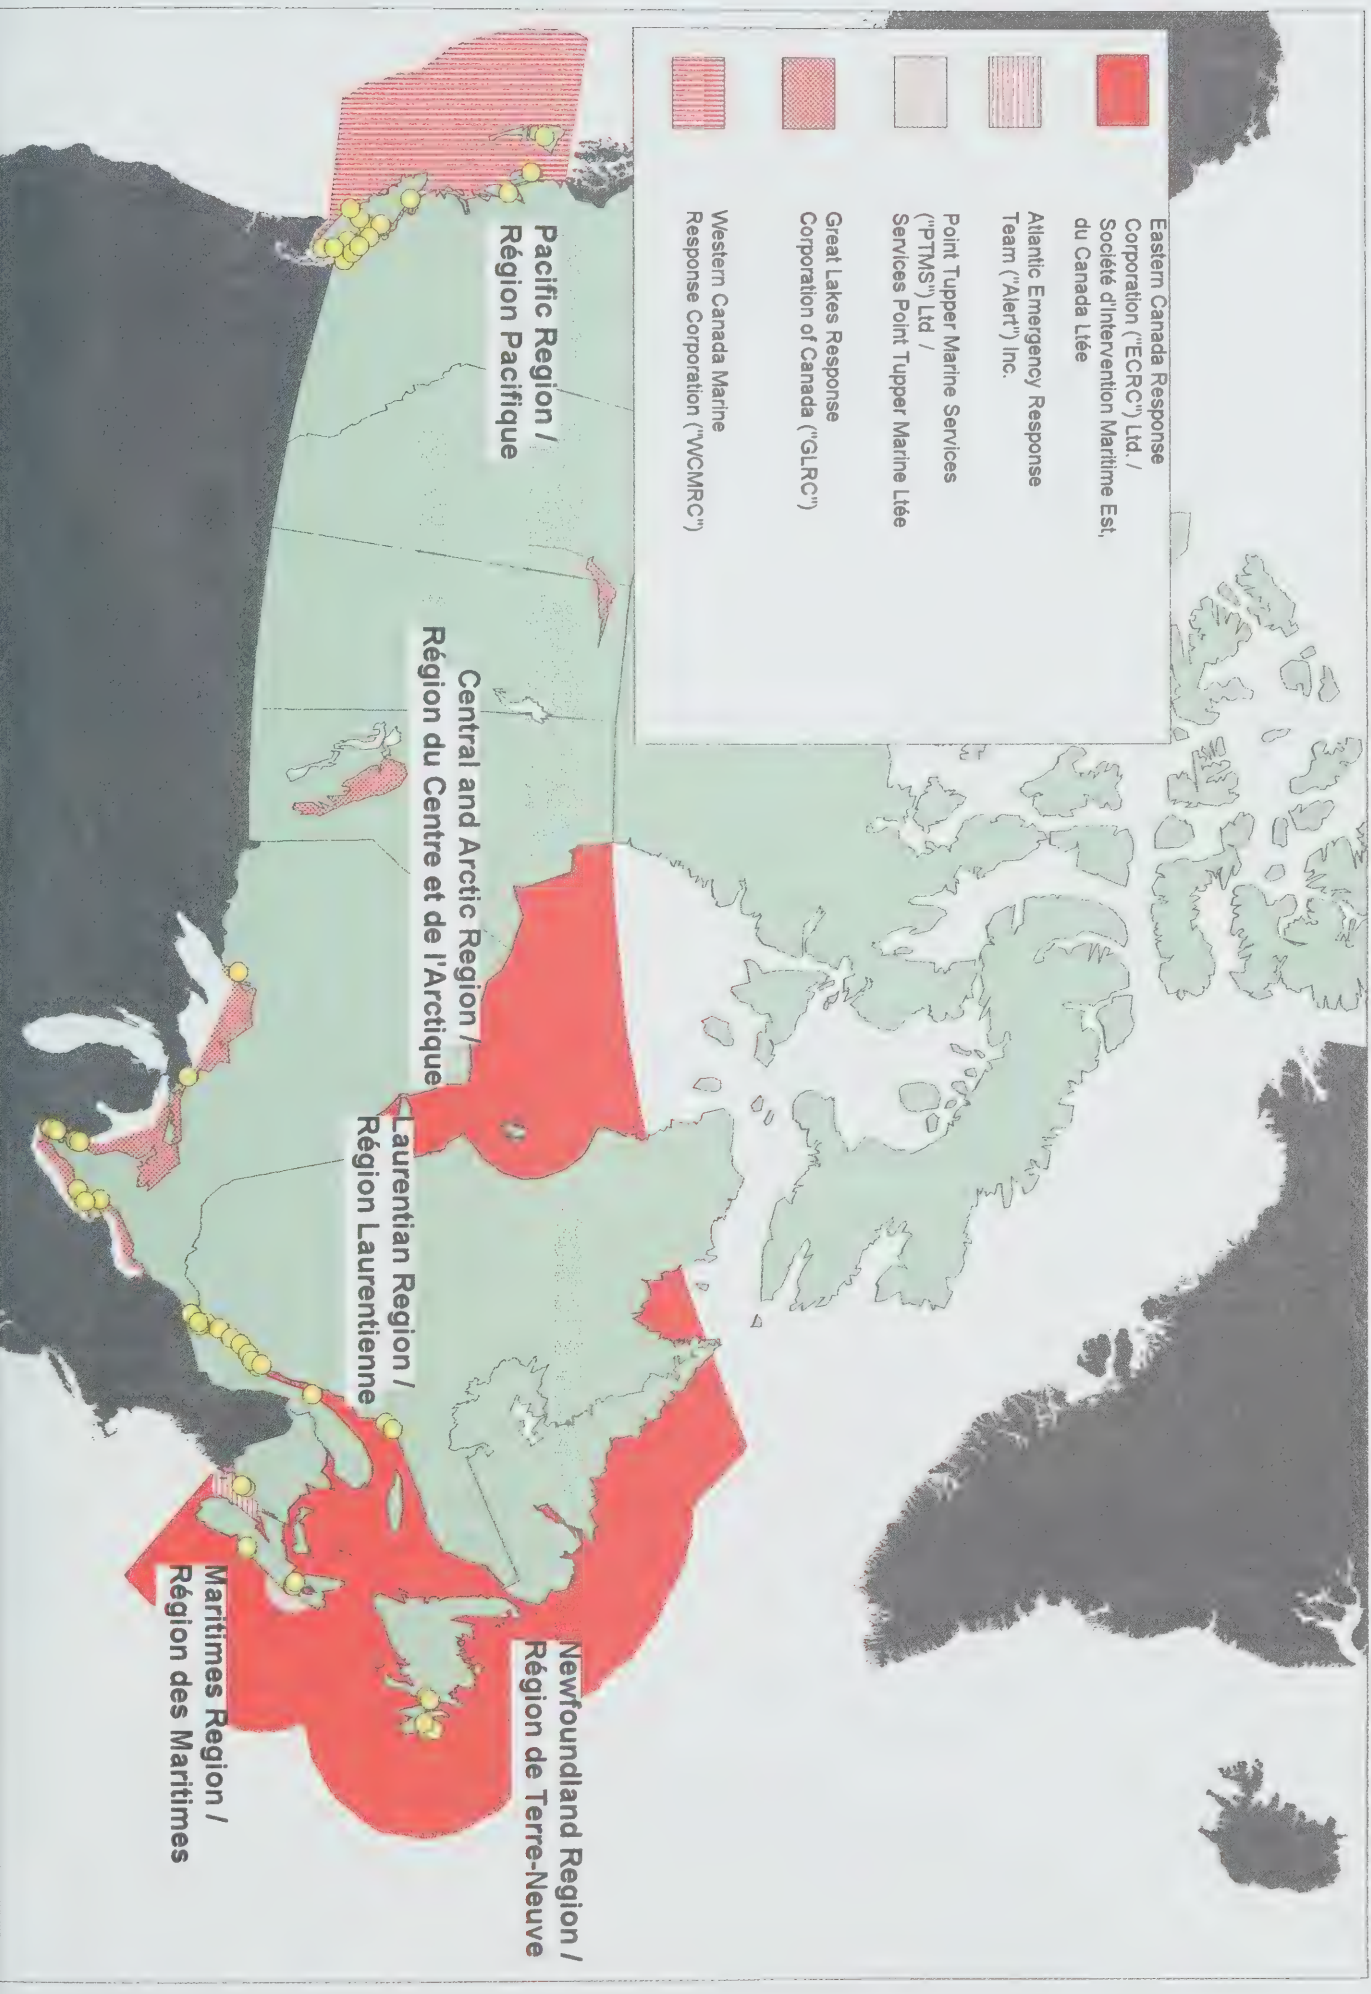 Eastern Canada Response
Corporation ("ECRC") Ltd. /
Société d'Intervention Maritime Est,
du Canada Ltée
Atlantic Emergency Response
Team ("Alert") Inc.
Point Tupper Marine Services
("PTMS") Ltd /
Services Point Tupper Marine Ltée
Great Lakes Response
Corporation of Canada ("GLRC")
Western Canada Marine
Response Corporation ("WCMRC")
Pacific Region /
Région Pacifique
Central and Arctic Region /
Région du Centre et de l'Arctique
Laurentian Region /
Région Laurentienne
Newfoundland Region /
Région de Terre-Neuve
Maritimes Region /
Région des Maritimes